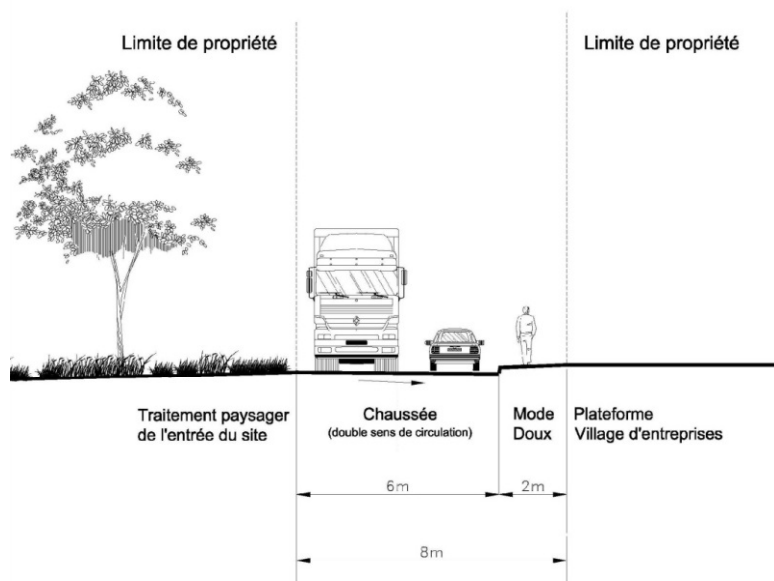 Limite de propriété
Limite de propriété
Traitement paysager
de l'entrée du site
Chaussée
(double sens de circulation)
Mode
Doux
Plateforme
Village d'entreprises
6m
2m
8m